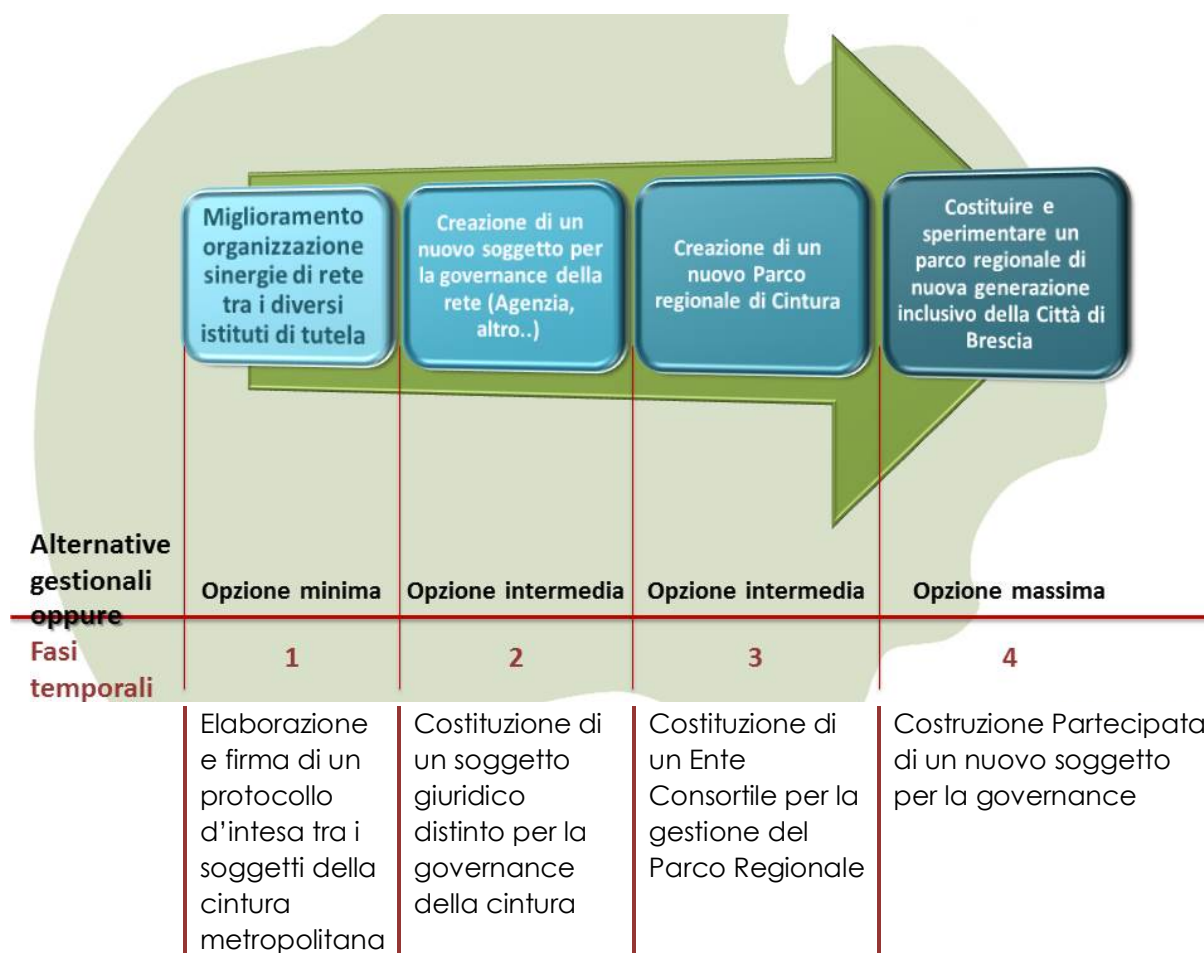 Miglioramento
organizzazione
sinergie di rete
tra i diversi
istituti di tutela
Creazione di un
nuovo soggetto per
la governance della
rete (Agenzia,
altro..)
Creazione di un
nuovo Parco
regionale di Cintura
Costituire e
sperimentare un
parco regionale di
nuova generazione
inclusivo della Città di
Brescia
Alternative
gestionali
oppure
Opzione minima
Opzione intermedia
Opzione intermedia
Opzione massima
Fasi
temporali
1
2
3
4
Elaborazione
e firma di un
protocollo
d'intesa tra i
soggetti della
cintura
metropolitana
Costituzione di
un soggetto
giuridico
distinto per la
governance
della cintura
Costituzione di
un Ente
Consortile per la
gestione del
Parco Regionale
Costruzione Partecipata
di un nuovo soggetto
per la governance